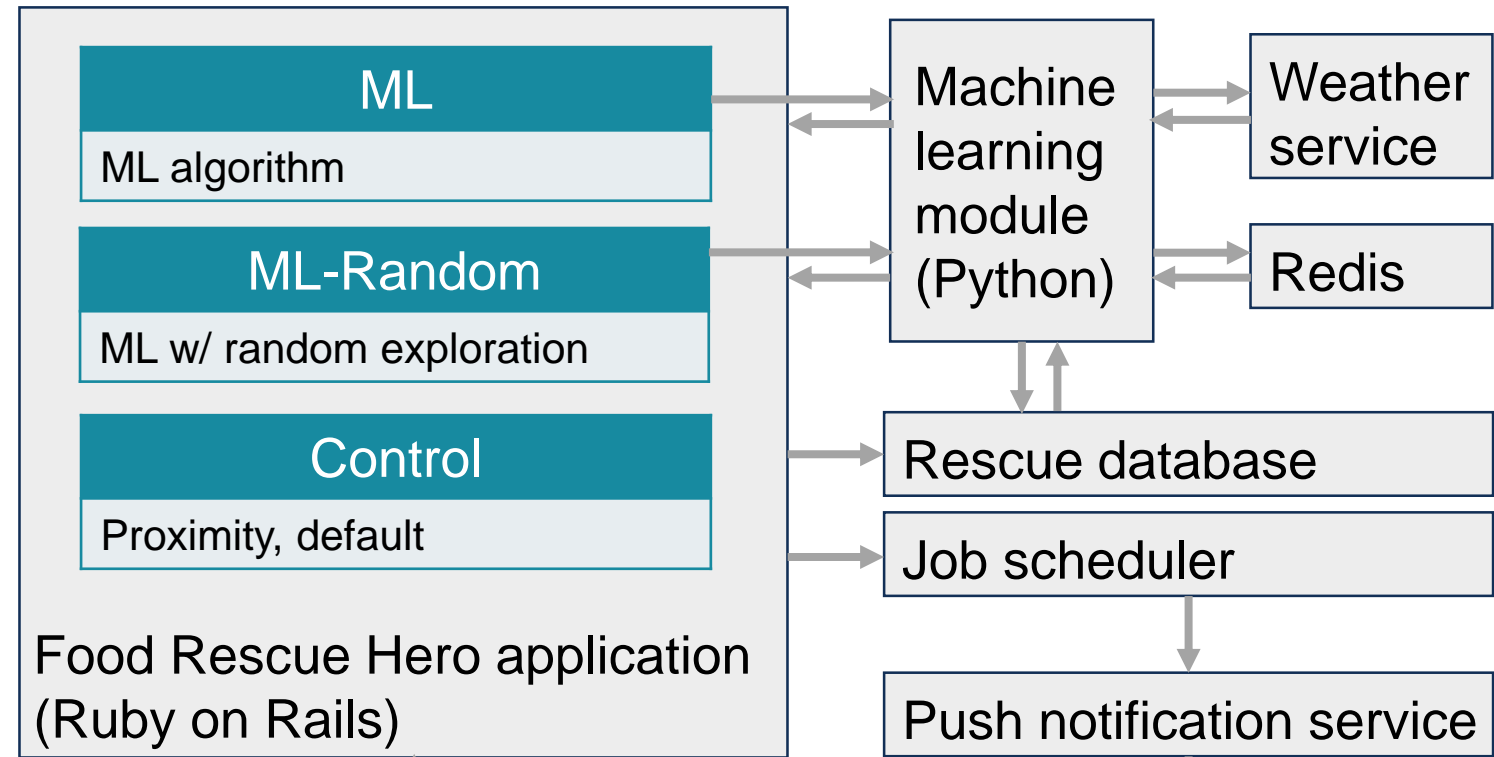 ML
ML algorithm
ML-Random
ML w/ random exploration
Control
Proximity, default
Food Rescue Hero application
(Ruby on Rails)
Machine
learning
module
(Python)
Weather
service
Redis
Rescue database
Job scheduler
Push notification service